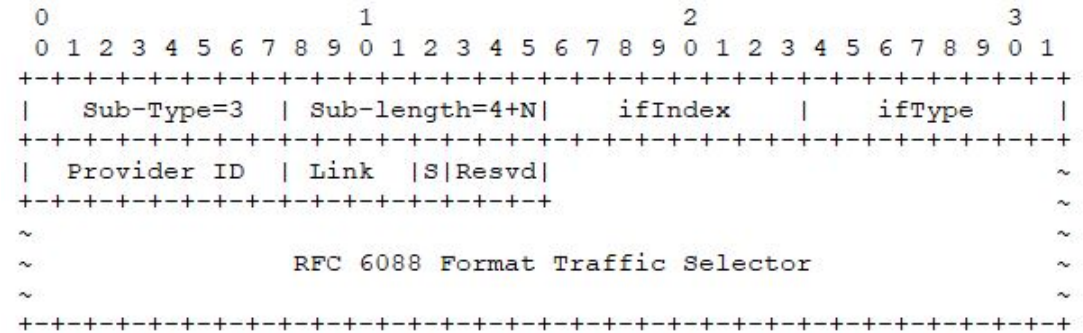 0                   1                   2                   3
 0 1 2 3 4 5 6 7 8 9 0 1 2 3 4 5 6 7 8 9 0 1 2 3 4 5 6 7 8 9 0 1
+-+-+-+-+-+-+-+-+-+-+-+-+-+-+-+-+-+-+-+-+-+-+-+-+-+-+-+-+-+-+-+-+
|   Sub-Type=3  | Sub-length=4+N|    ifIndex    |    ifType     |
+-+-+-+-+-+-+-+-+-+-+-+-+-+-+-+-+-+-+-+-+-+-+-+-+-+-+-+-+-+-+-+-+
|  Provider ID  | Link  |S|Resvd|                               ~
+-+-+-+-+-+-+-+-+-+-+-+-+-+-+-+-+                               ~
~                                                               ~
~                RFC 6088 Format Traffic Selector               ~
~                                                               ~
+-+-+-+-+-+-+-+-+-+-+-+-+-+-+-+-+-+-+-+-+-+-+-+-+-+-+-+-+-+-+-+-+